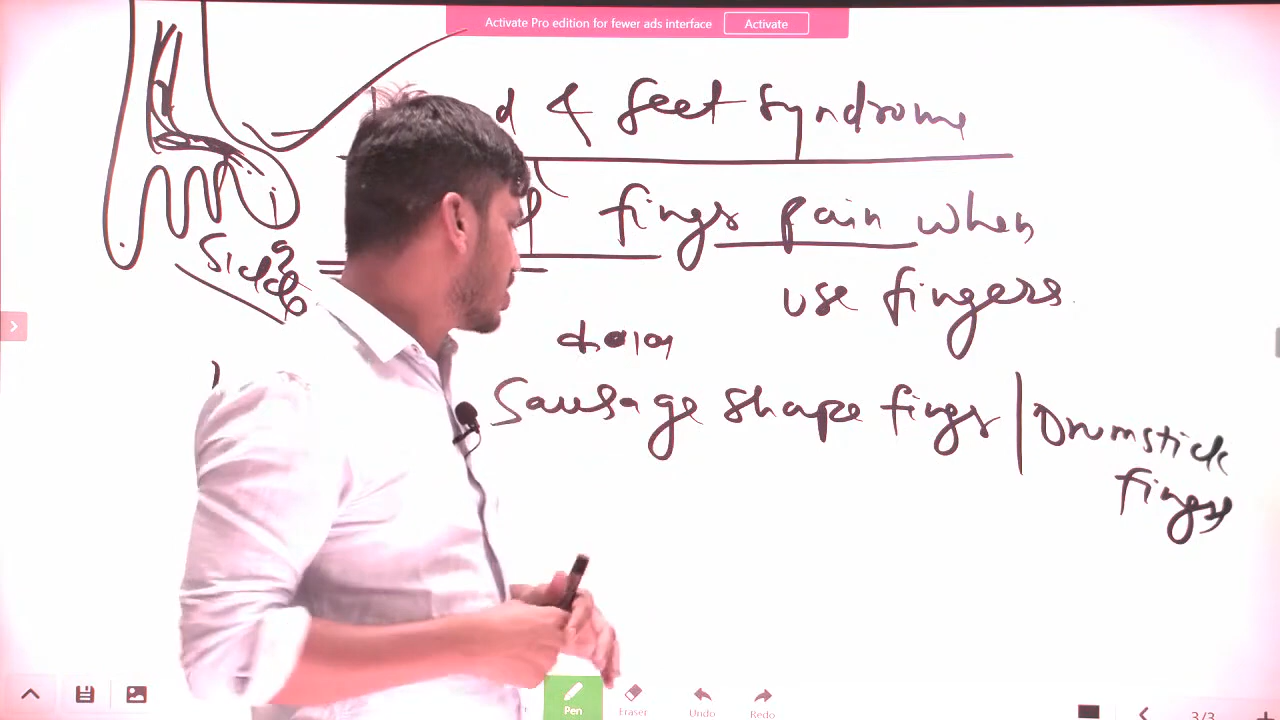 Activate Pro edition for fewer ads interface Activate
d & feet syndrome
fings pain when
use fingers
Sausage shape fings | Drumstick
fings
Pen Eraser Undo Redo 3/3